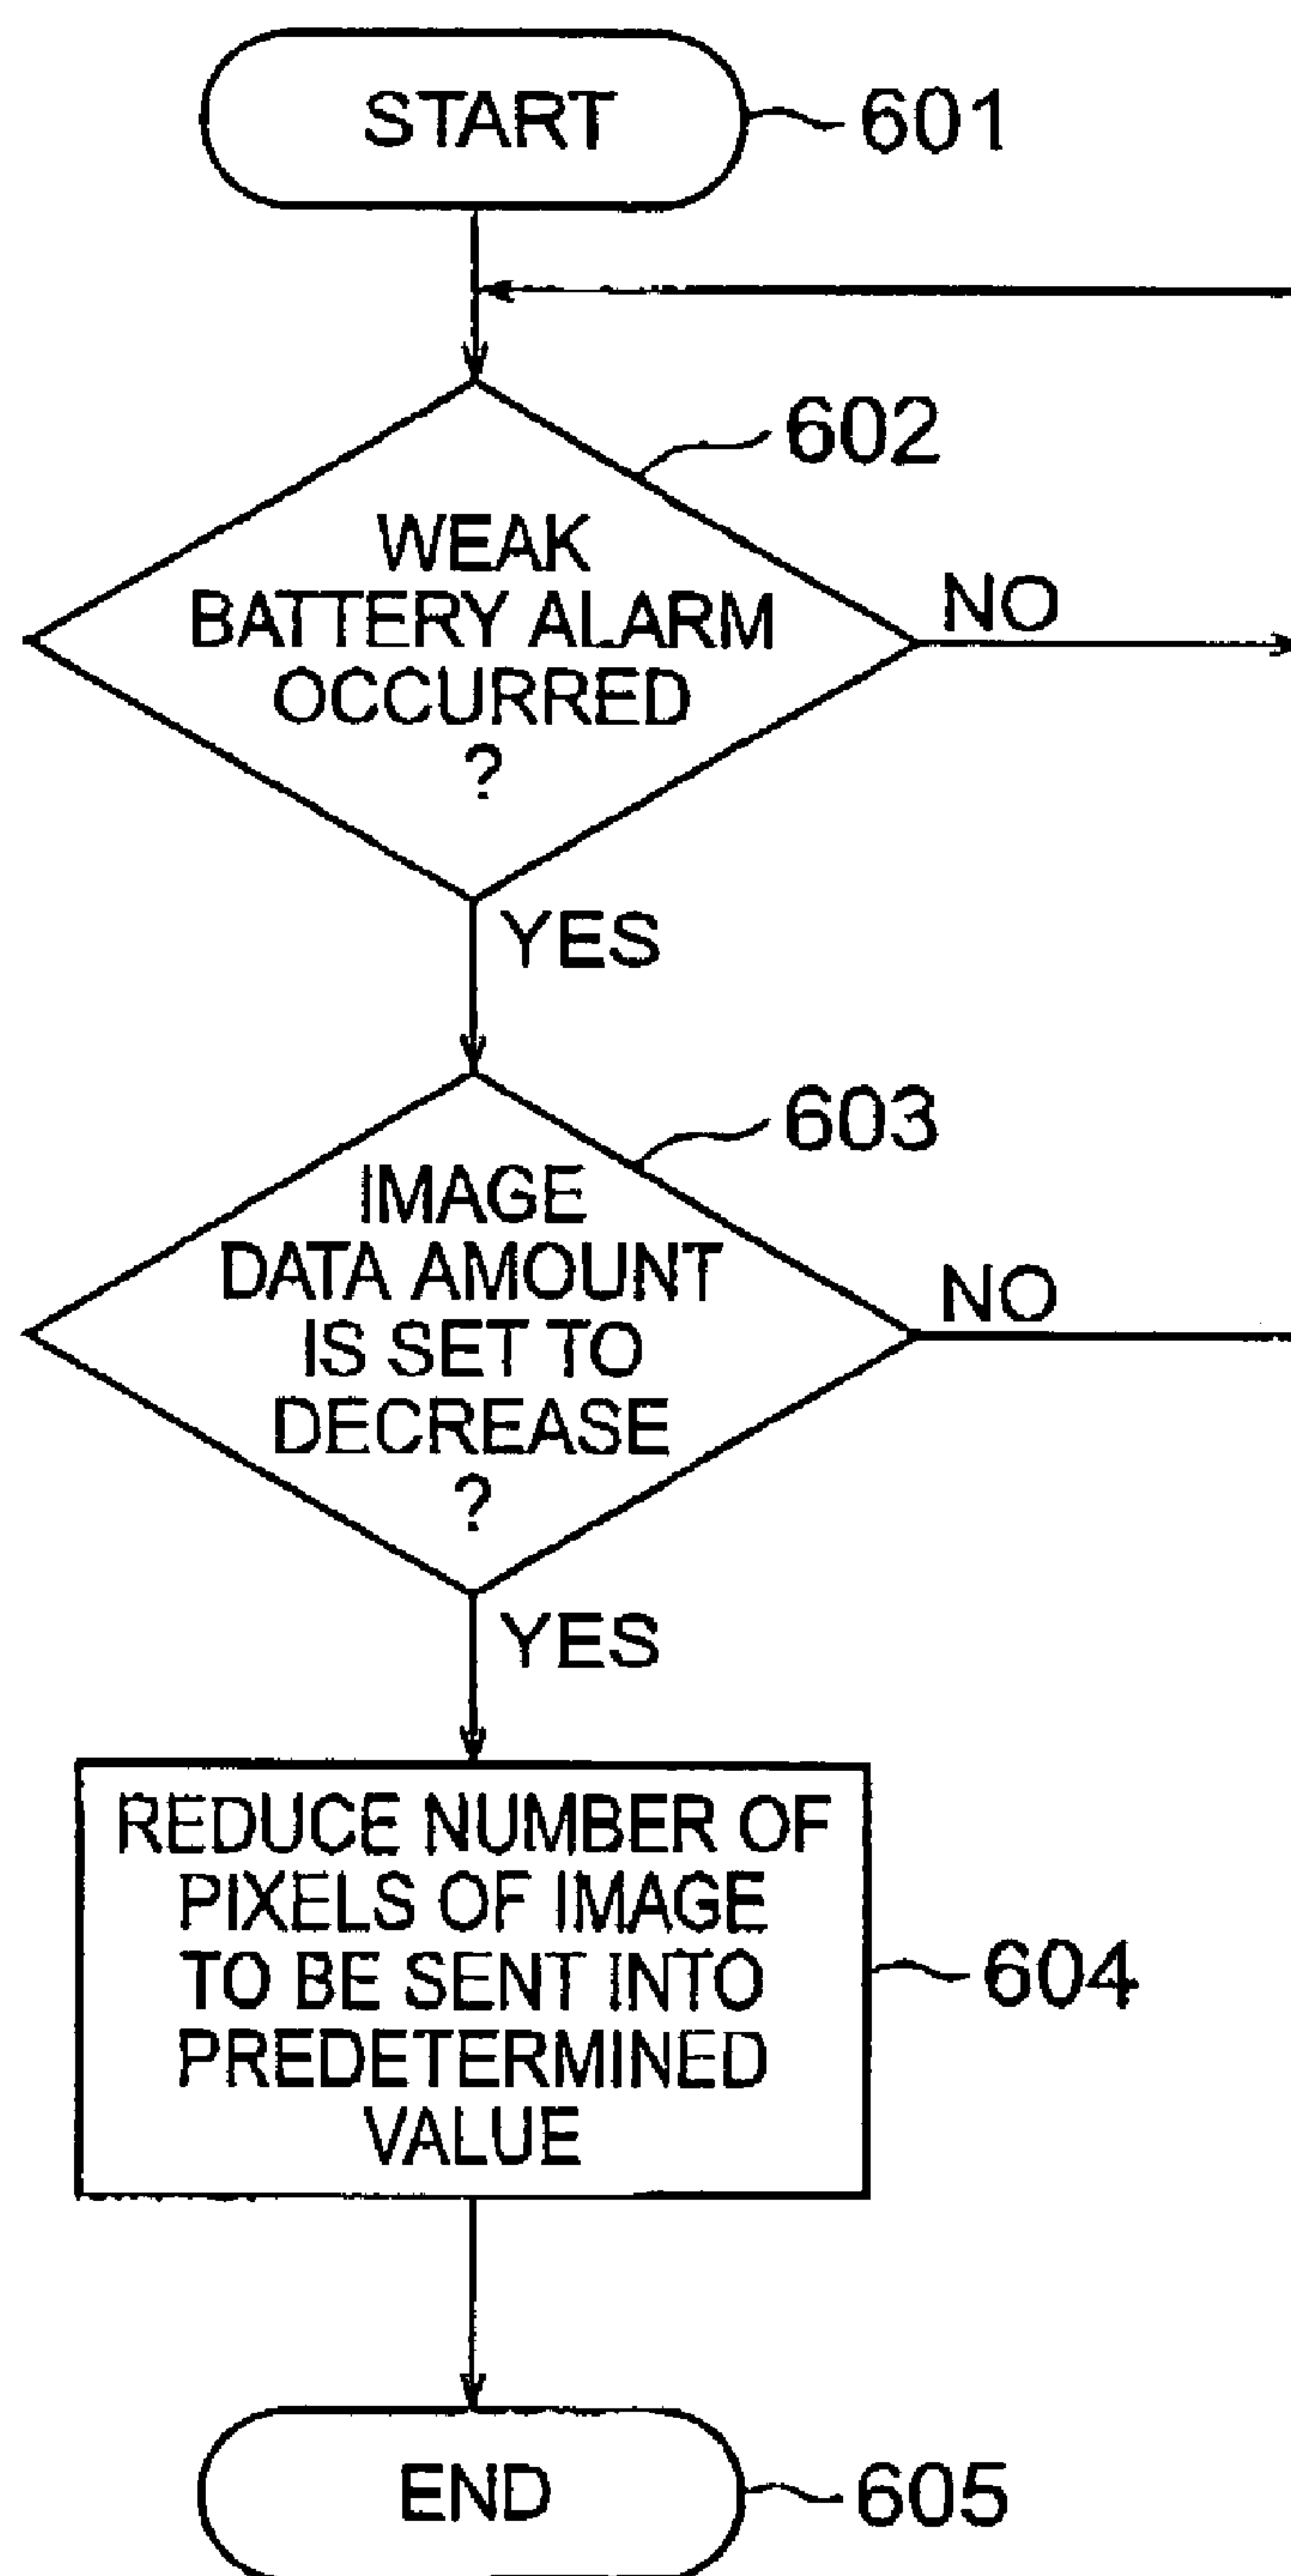 START
601
602
WEAK
BATTERY ALARM
OCCURRED
?
NO
YES
603
IMAGE
DATA AMOUNT
IS SET TO
DECREASE
?
NO
YES
REDUCE NUMBER OF
PIXELS OF IMAGE
TO BE SENT INTO
PREDETERMINED
VALUE
604
END
605